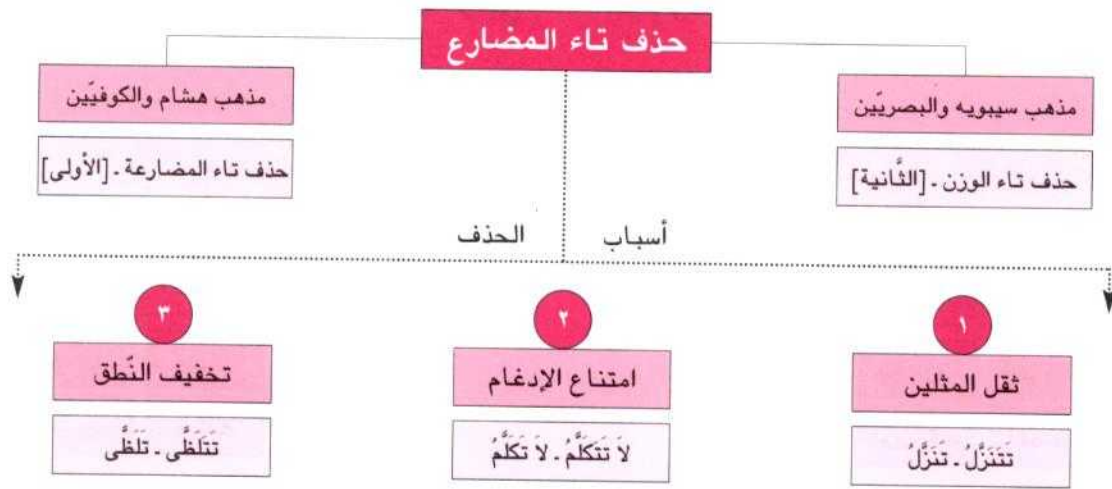 حذف تاء المضارع
مذهب سيبويه والبصريّين
حذف تاء الوزن ـ [الثَّانية]
مذهب هشام والكوفيّين
حذف تاء المضارعة ـ [الأولى]
أسباب الحذف
١
ثقل المثلين
تَتَنَزَّلُ ـ تَنَزَّلُ
٢
امتناع الإدغام
لاَ تَتَكَلَّمُ ـ لاَ تَكَلَّمُ
٣
تخفيف النّطق
تَتَلَظَّى ـ تَلَظَّى